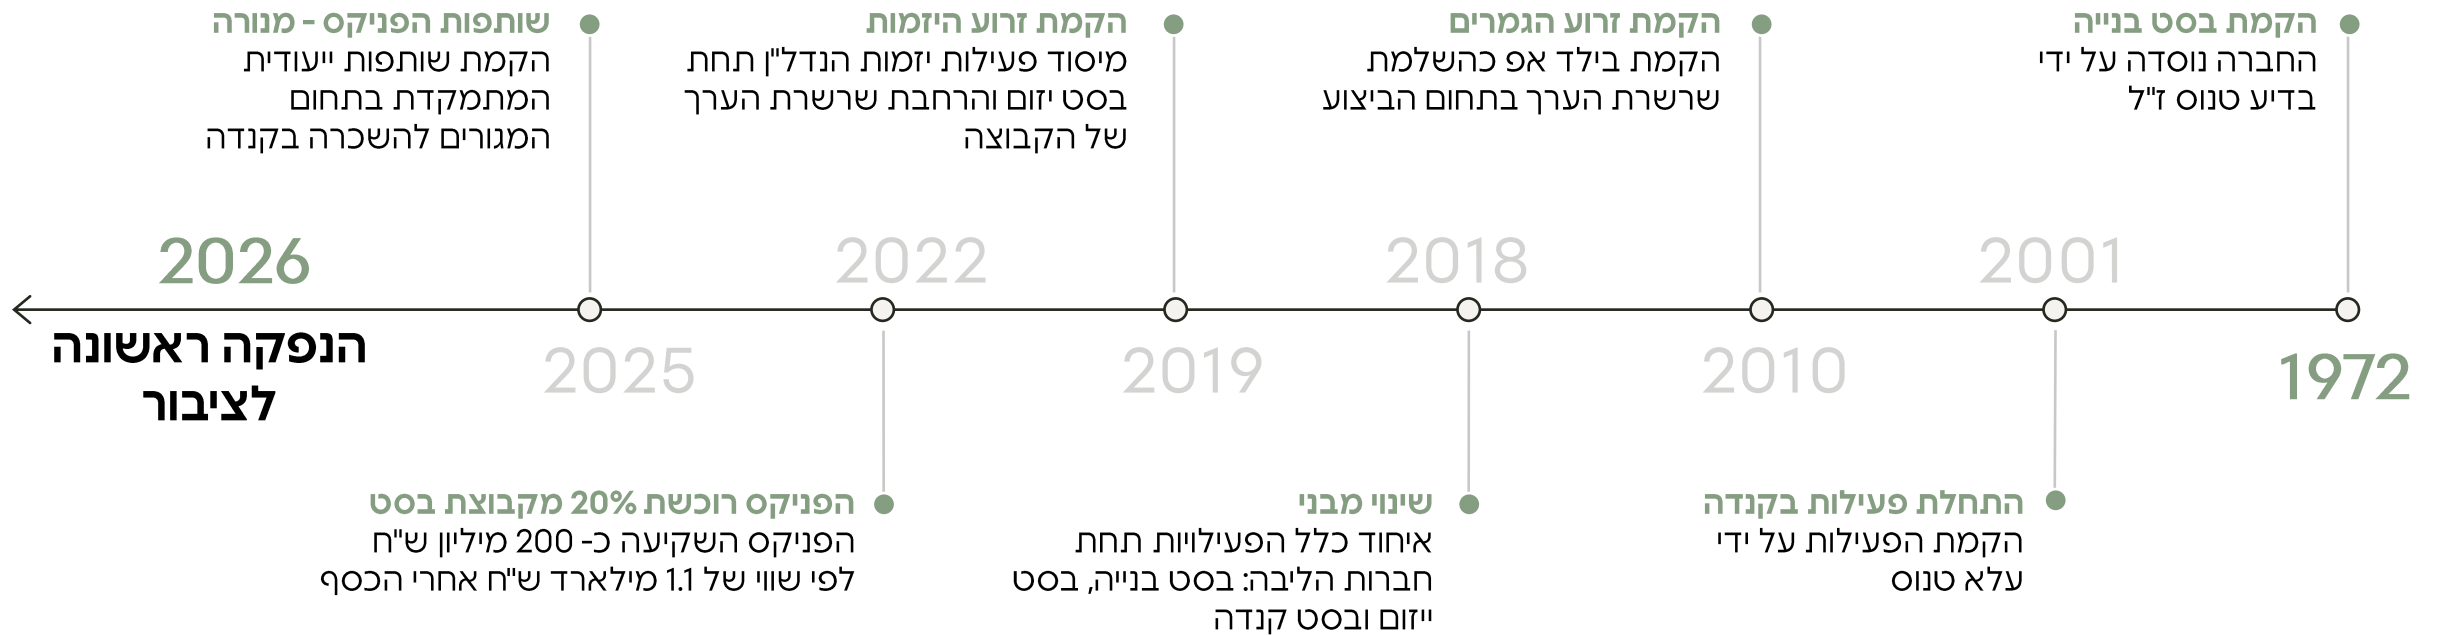 הקמת בסט בנייה
החברה נוסדה על ידי
בדיע טנוס ז"ל
1972
2001
התחלת פעילות בקנדה
הקמת הפעילות על ידי
עלא טנוס
הקמת זרוע הגמרים
הקמת בילד אפ כהשלמת
שרשרת הערך בתחום הביצוע
2010
2018
שינוי מבני
איחוד כלל הפעילויות תחת
חברות הליבה: בסט בנייה, בסט
ייזום ובסט קנדה
הקמת זרוע היזמות
מיסוד פעילות יזמות הנדל"ן תחת
בסט יזום והרחבת שרשרת הערך
של הקבוצה
2019
2022
הפניקס רוכשת 20% מקבוצת בסט
הפניקס השקיעה כ- 200 מיליון ש"ח
לפי שווי של 1.1 מילארד ש"ח אחרי הכסף
שותפות הפניקס - מנורה
הקמת שותפות ייעודית
המתמקדת בתחום
המגורים להשכרה בקנדה
2025
2026
הנפקה ראשונה
לציבור